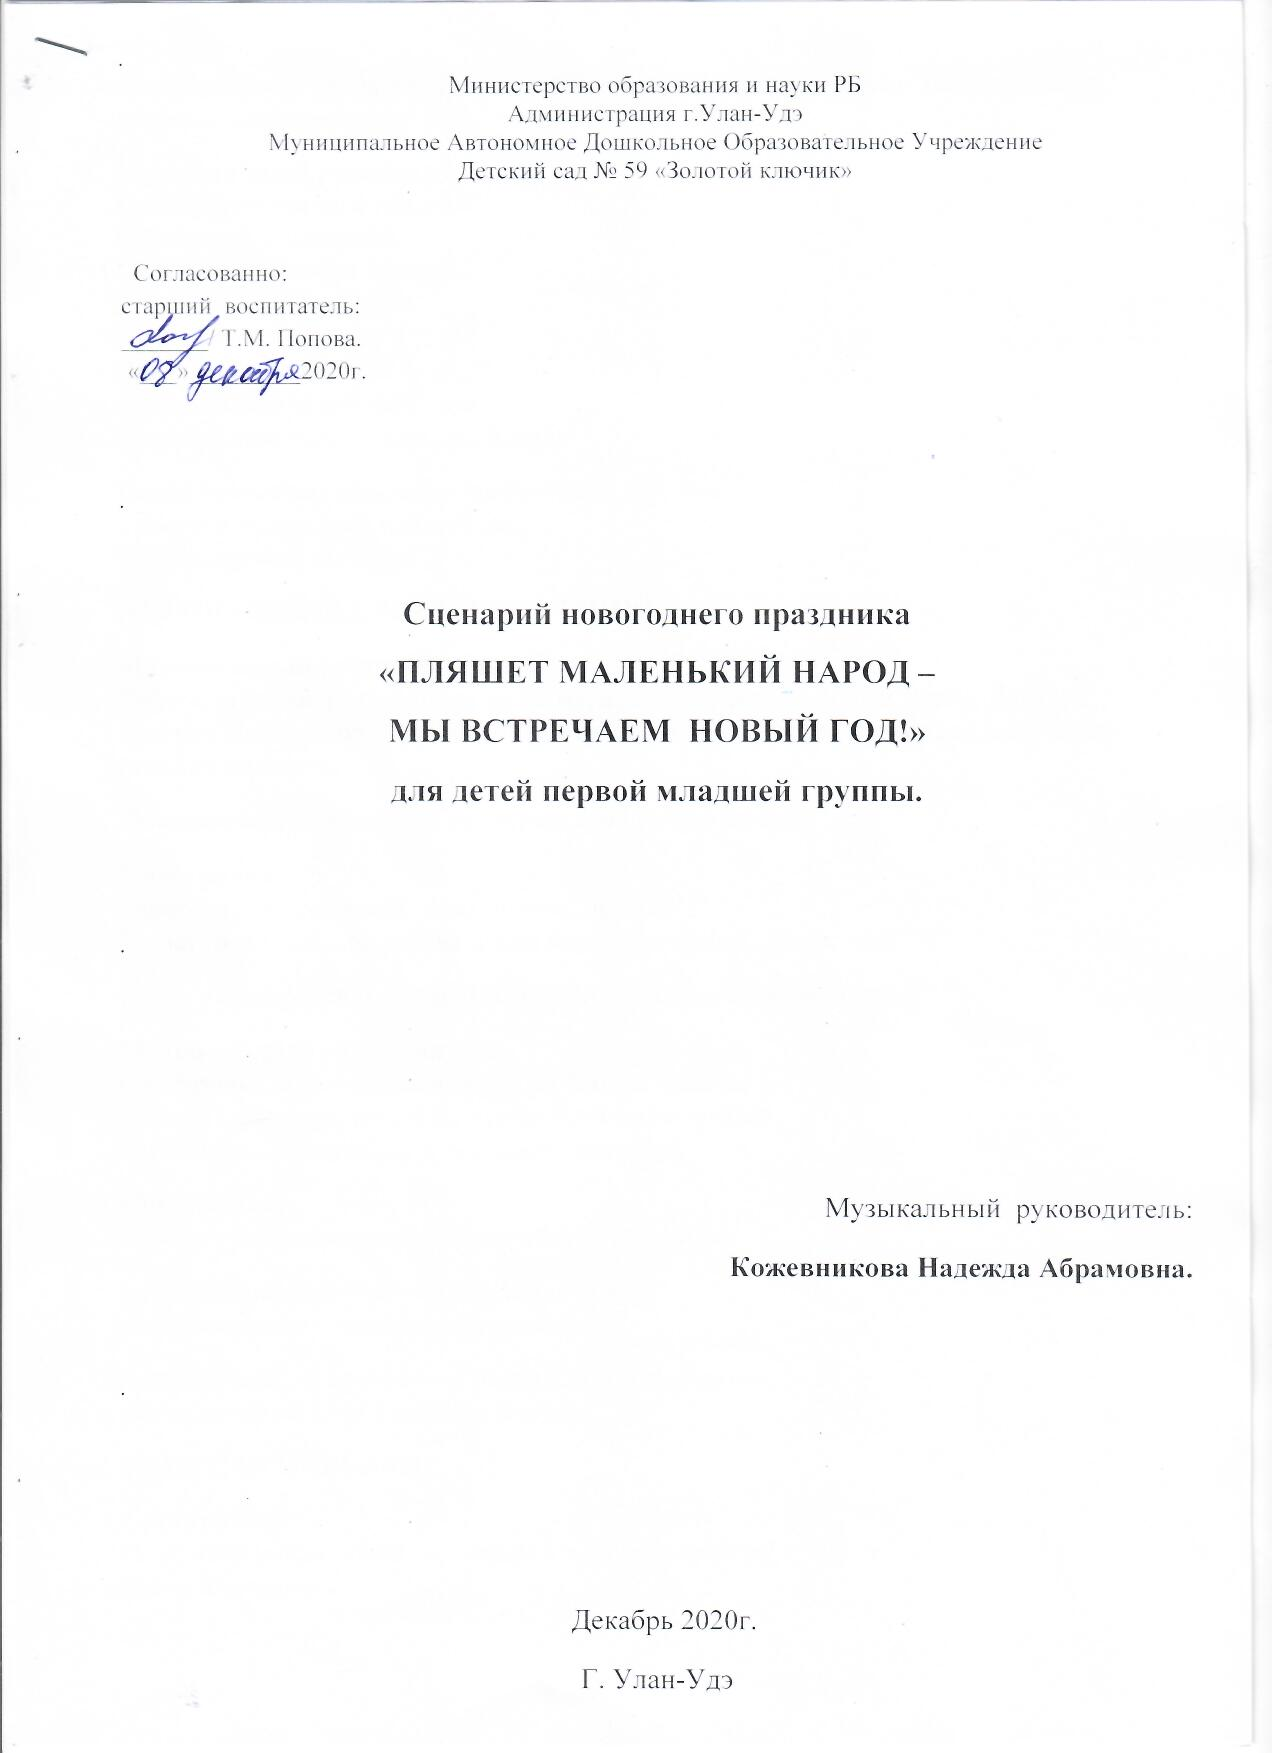 Министерство образования и науки РБ
Администрация г.Улан-Удэ
Муниципальное Автономное Дошкольное Образовательное Учреждение
Детский сад № 59 «Золотой ключик»
Согласованно:
старший воспитатель:
Т.М. Попова.
«08» декабря 2020г.
Сценарий новогоднего праздника
«ПЛЯШЕТ МАЛЕНЬКИЙ НАРОД –
МЫ ВСТРЕЧАЕМ НОВЫЙ ГОД!»
для детей первой младшей группы.
Музыкальный руководитель:
Кожевникова Надежда Абрамовна.
Декабрь 2020г.
Г. Улан-Удэ